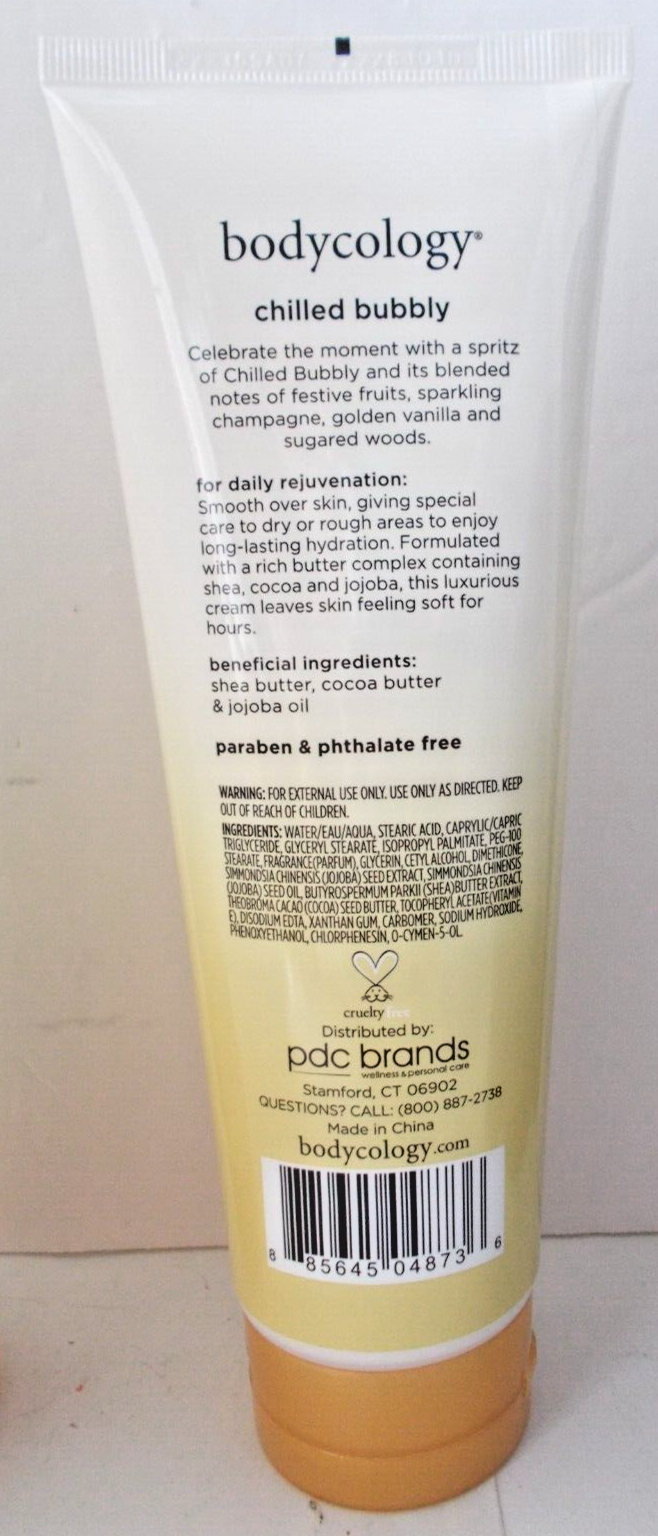 bodycology®
chilled bubbly
Celebrate the moment with a spritz
of Chilled Bubbly and its blended
notes of festive fruits, sparkling
champagne, golden vanilla and
sugared woods.
for daily rejuvenation:
Smooth over skin, giving special
care to dry or rough areas to enjoy
long-lasting hydration. Formulated
with a rich butter complex containing
shea, cocoa and jojoba, this luxurious
cream leaves skin feeling soft for
hours.
beneficial ingredients:
shea butter, cocoa butter
& jojoba oil
paraben & phthalate free
WARNING: FOR EXTERNAL USE ONLY. USE ONLY AS DIRECTED. KEEP
OUT OF REACH OF CHILDREN.
INGREDIENTS: WATER/EAU/AQUA, STEARIC ACID, CAPRYLIC/CAPRIC
TRIGLYCERIDE, GLYCERYL STEARATE, ISOPROPYL PALMITATE, PEG-100
STEARATE, FRAGRANCE(PARFUM), GLYCERIN, CETYL ALCOHOL, DIMETHICONE,
SIMMONDSIA CHINENSIS (JOJOBA) SEED EXTRACT, SIMMONDSIA CHINENSIS
(JOJOBA) SEED OIL, BUTYROSPERMUM PARKII (SHEA)BUTTER EXTRACT,
THEOBROMA CACAO (COCOA) SEED BUTTER, TOCOPHERYL ACETATE(VITAMIN
E), DISODIUM EDTA, XANTHAN GUM, CARBOMER, SODIUM HYDROXIDE,
PHENOXYETHANOL, CHLORPHENESIN, O-CYMEN-5-OL.
cruelty free
Distributed by:
pdc brands
wellness & personal care
Stamford, CT 06902
QUESTIONS? CALL: (800) 887-2738
Made in China
bodycology.com
8 85645 04873 6